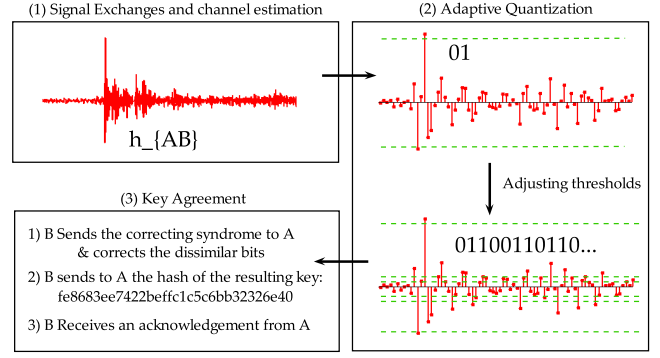 (1) Signal Exchanges and channel estimation
h_{AB}
(2) Adaptive Quantization
01
Adjusting thresholds
01100110110...
(3) Key Agreement
1) B Sends the correcting syndrome to A
& corrects the dissimilar bits
2) B sends to A the hash of the resulting key:
fe8683ee7422beffc1c5c6bb32326e40
3) B Receives an acknowledgement from A